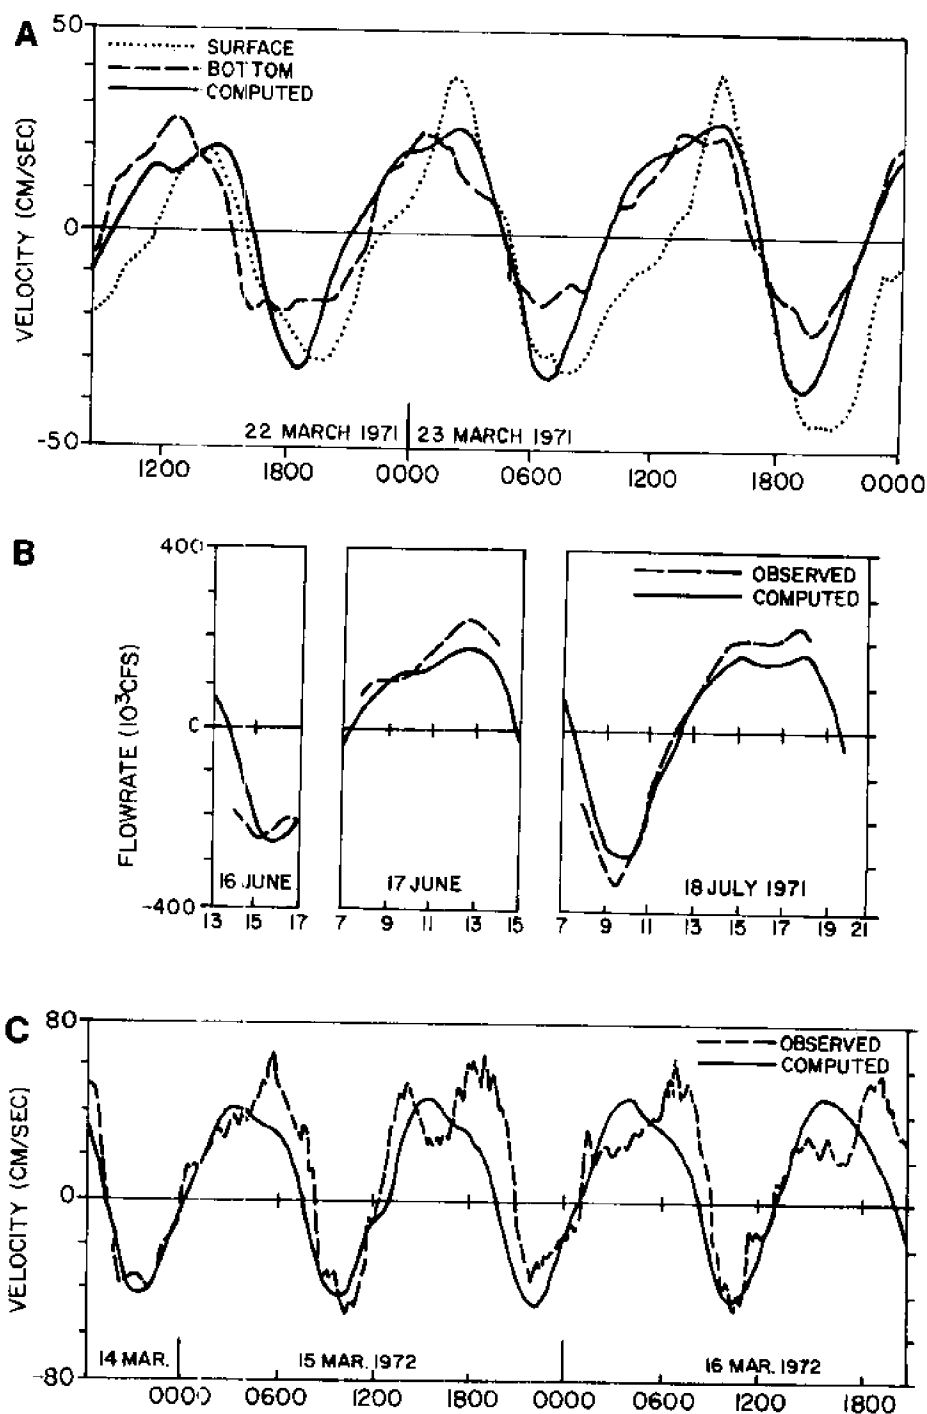 A
50
SURFACE
BOTTOM
COMPUTED
VELOCITY (CM/SEC)
0
-50
22 MARCH 1971
23 MARCH 1971
1200 1800 0000 0600 1200 1800 0000
B
400
OBSERVED
COMPUTED
FLOWRATE (10³CFS)
0
-400
16 JUNE
17 JUNE
18 JULY 1971
13 15 17 7 9 11 13 15 7 9 11 13 15 17 19 21
C
80
OBSERVED
COMPUTED
VELOCITY (CM/SEC)
0
-80
14 MAR.
15 MAR. 1972
16 MAR. 1972
0000 0600 1200 1800 0000 0600 1200 1800